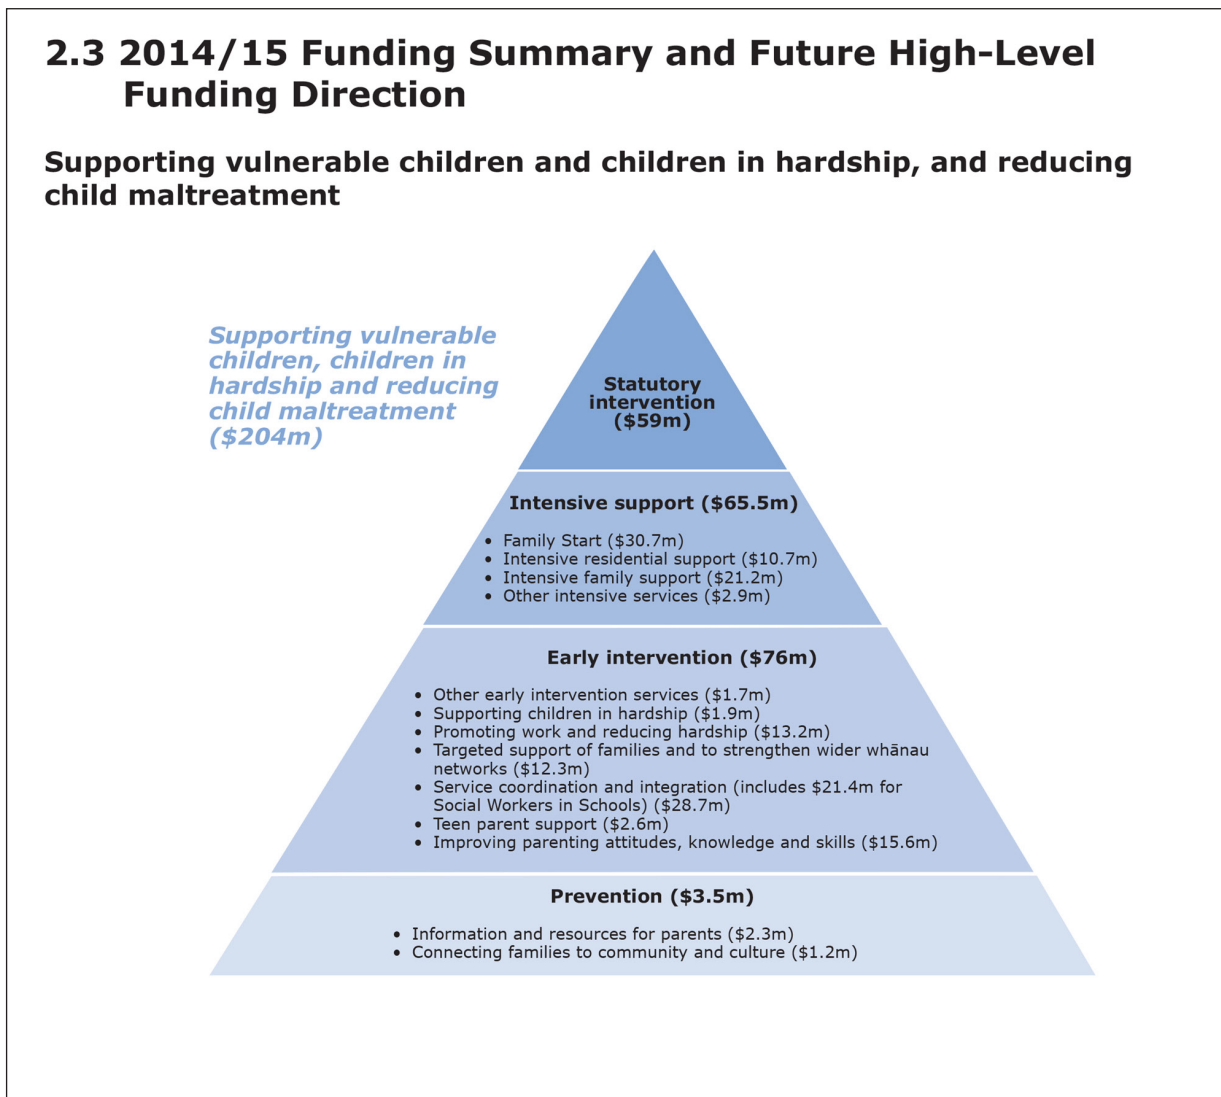 2.3 2014/15 Funding Summary and Future High-Level
Funding Direction
Supporting vulnerable children and children in hardship, and reducing
child maltreatment
Supporting vulnerable
children, children in
hardship and reducing
child maltreatment
($204m)
Statutory
intervention
($59m)
Intensive support ($65.5m)
• Family Start ($30.7m)
• Intensive residential support ($10.7m)
• Intensive family support ($21.2m)
• Other intensive services ($2.9m)
Early intervention ($76m)
• Other early intervention services ($1.7m)
• Supporting children in hardship ($1.9m)
• Promoting work and reducing hardship ($13.2m)
• Targeted support of families and to strengthen wider whānau
networks ($12.3m)
• Service coordination and integration (includes $21.4m for
Social Workers in Schools) ($28.7m)
• Teen parent support ($2.6m)
• Improving parenting attitudes, knowledge and skills ($15.6m)
Prevention ($3.5m)
• Information and resources for parents ($2.3m)
• Connecting families to community and culture ($1.2m)